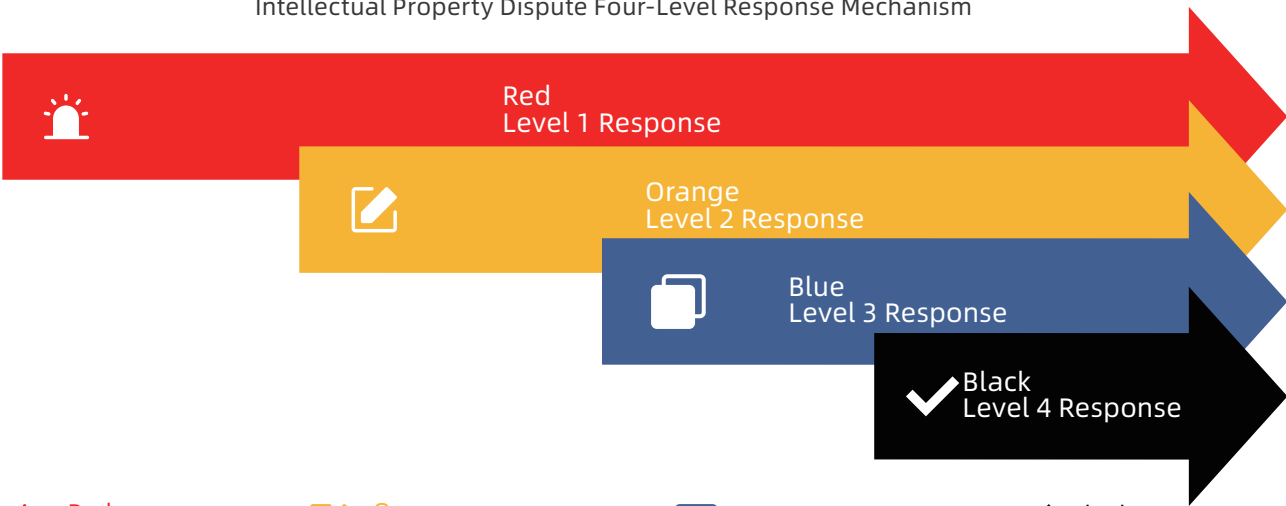 Intellectual Property Dispute Four-Level Response Mechanism
Red
Level 1 Response
Orange
Level 2 Response
Blue
Level 3 Response
Black
Level 4 Response